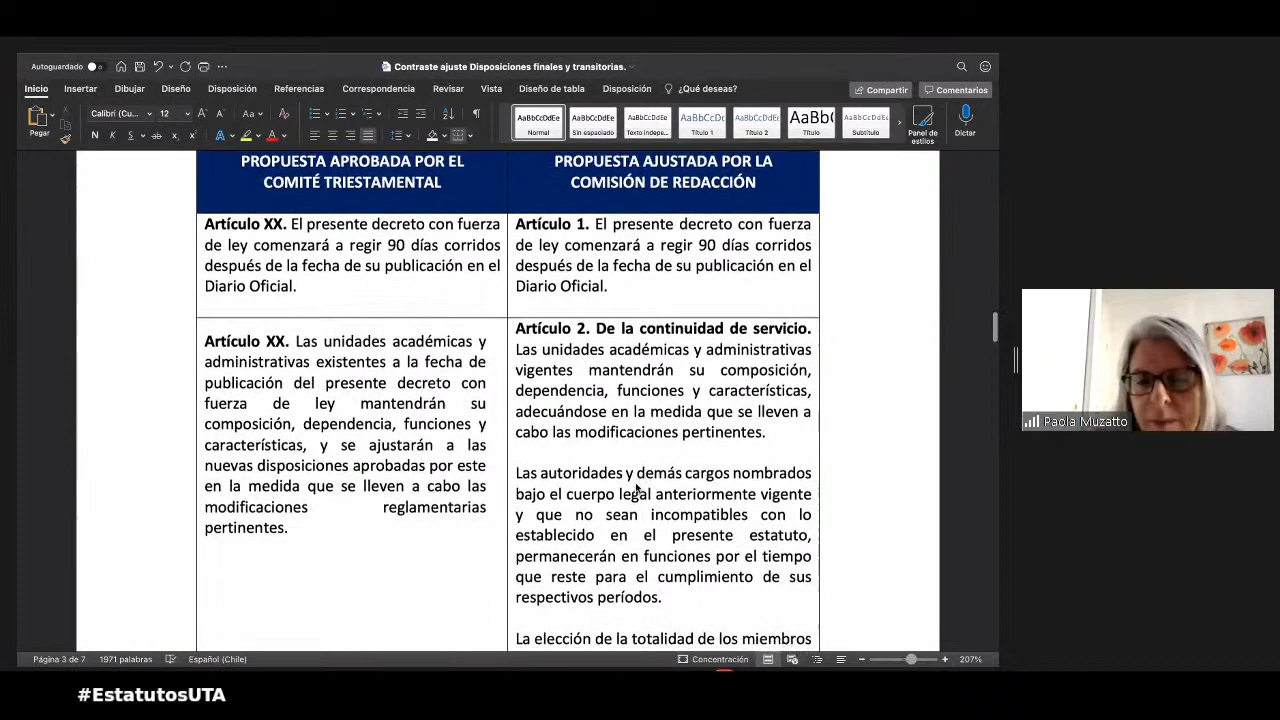 Autoguardado
Contraste ajuste Disposiciones finales y transitorias.
Inicio Insertar Dibujar Diseño Disposición Referencias Correspondencia Revisar Vista Diseño de tabla Disposición ¿Qué deseas? Compartir Comentarios
Pegar
Calibri (Cu... 12
AaBbCcDdEe AaBbCcDdEe AaBbCcDdEe AaBbCcDc AaBbCcDdEe AaBb( AaBbCcDdEe
Normal Sin espaciado Texto indepe... Título 1 Título 2 Título Subtítulo
Panel de estilos
Dictar
PROPUESTA APROBADA POR EL
COMITÉ TRIESTAMENTAL
PROPUESTA AJUSTADA POR LA
COMISIÓN DE REDACCIÓN
Artículo XX. El presente decreto con fuerza
de ley comenzará a regir 90 días corridos
después de la fecha de su publicación en el
Diario Oficial.
Artículo 1. El presente decreto con fuerza
de ley comenzará a regir 90 días corridos
después de la fecha de su publicación en el
Diario Oficial.
Artículo XX. Las unidades académicas y
administrativas existentes a la fecha de
publicación del presente decreto con
fuerza de ley mantendrán su
composición, dependencia, funciones y
características, y se ajustarán a las
nuevas disposiciones aprobadas por este
en la medida que se lleven a cabo las
modificaciones reglamentarias
pertinentes.
Artículo 2. De la continuidad de servicio.
Las unidades académicas y administrativas
vigentes mantendrán su composición,
dependencia, funciones y características,
adecuándose en la medida que se lleven a
cabo las modificaciones pertinentes.
Las autoridades y demás cargos nombrados
bajo el cuerpo legal anteriormente vigente
y que no sean incompatibles con lo
establecido en el presente estatuto,
permanecerán en funciones por el tiempo
que reste para el cumplimiento de sus
respectivos períodos.
La elección de la totalidad de los miembros
Paola Muzatto
Página 3 de 7 1971 palabras Español (Chile) Concentración 207%
#EstatutosUTA